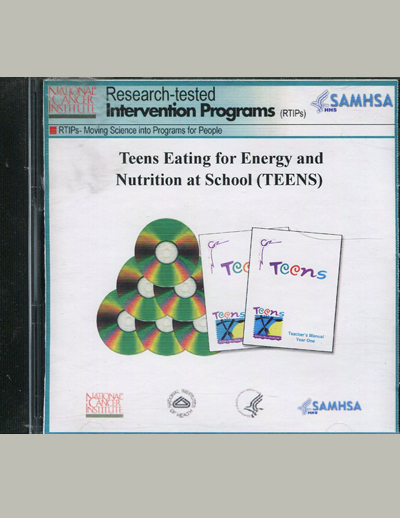 NATIONAL
CANCER
INSTITUTE
Research-tested
Intervention Programs (RTIPs)
SAMHSA
HHS
RTIPs- Moving Science into Programs for People
Teens Eating for Energy and
Nutrition at School (TEENS)
Teens
Teens
Teens
Teens
Teacher's Manual
Year One
NATIONAL
CANCER
INSTITUTE
NATIONAL INSTITUTES
OF HEALTH
SAMHSA
HHS